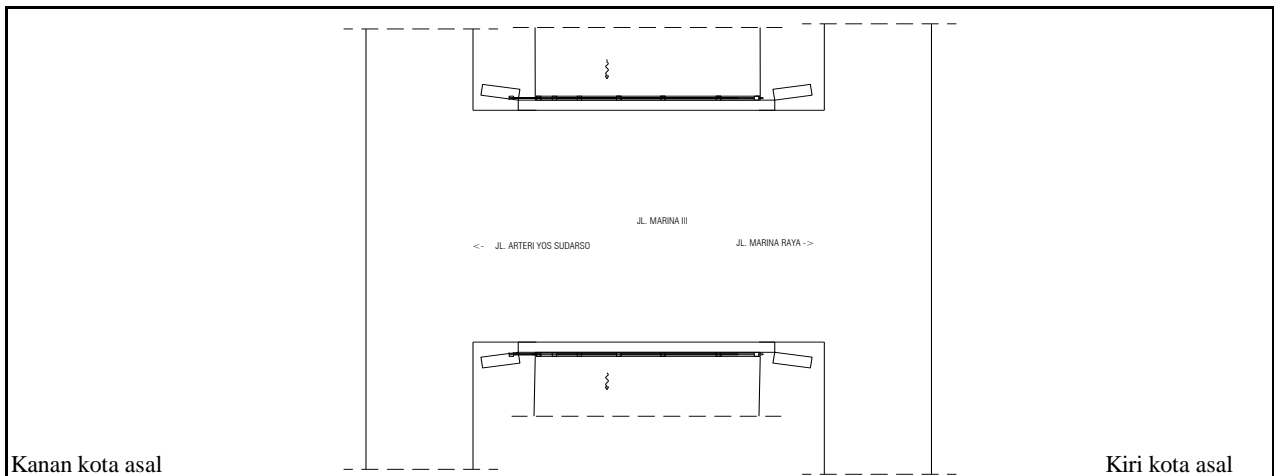 JL. MARINA III
<- JL. ARTERI YOS SUDARSO
JL. MARINA RAYA ->
Kanan kota asal
Kiri kota asal